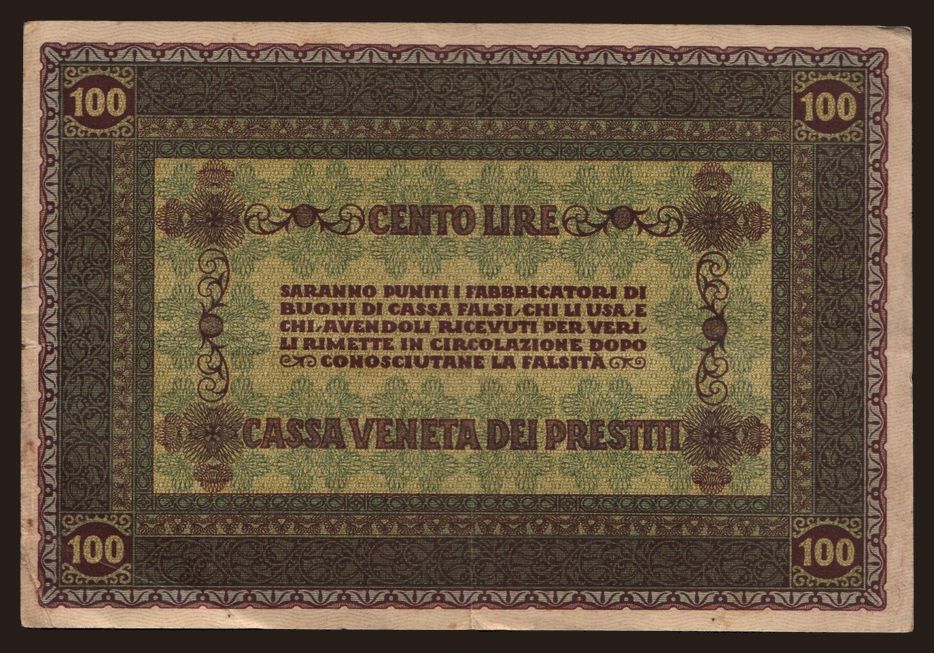 100 100
CENTO LIRE
SARANNO PUNITI I FABBRICATORI DI
BUONI DI CASSA FALSI, CHI LI USA, E
CHI, AVENDOLI RICEVUTI PER VERI,
LI RIMETTE IN CIRCOLAZIONE DOPO
CONOSCIUTANE LA FALSITÀ
CASSA VENETA DEI PRESTITI
100 100